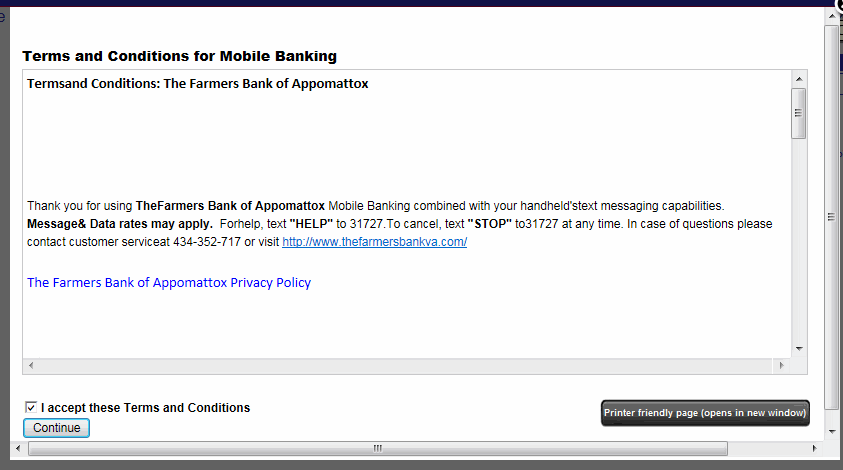 Terms and Conditions for Mobile Banking
Termsand Conditions: The Farmers Bank of Appomattox
Thank you for using TheFarmers Bank of Appomattox Mobile Banking combined with your handheld'stext messaging capabilities.
Message& Data rates may apply. Forhelp, text "HELP" to 31727.To cancel, text "STOP" to31727 at any time. In case of questions please
contact customer serviceat 434-352-717 or visit http://www.thefarmersbankva.com/
The Farmers Bank of Appomattox Privacy Policy
I accept these Terms and Conditions
Printer friendly page (opens in new window)
Continue